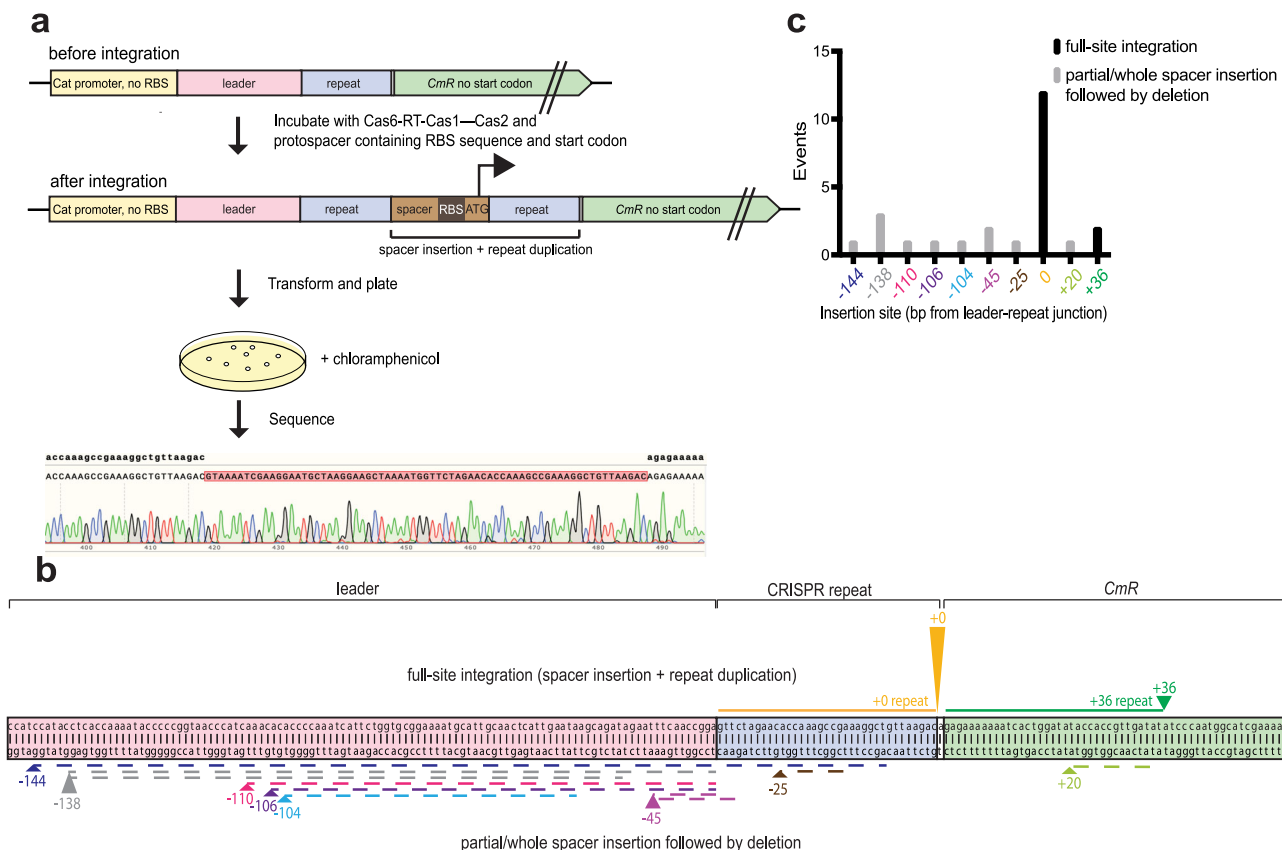 a
before integration
Cat promoter, no RBS
leader
repeat
CmR no start codon
Incubate with Cas6-RT-Cas1—Cas2 and
protospacer containing RBS sequence and start codon
after integration
Cat promoter, no RBS
leader
repeat
spacer
RBS
ATG
repeat
CmR no start codon
spacer insertion + repeat duplication
Transform and plate
+ chloramphenicol
Sequence
accaaagccgaaaggctgttaagac
agagaaaaa
ACCAAAGCCGAAAGGCTGTTAAGACGTAAAATCGAAGGAATGCTAAGGAAGCTAAAATGGTTCTAGAACACCAAAGCCGAAAGGCTGTTAAGACAGAGAAAAA
400 410 420 430 440 450 460 470 480 490
c
15
10
5
0
Events
full-site integration
partial/whole spacer insertion
followed by deletion
-144 -138 -110 -106 -104 -45 -25 0 +20 +36
Insertion site (bp from leader-repeat junction)
b
leader
CRISPR repeat
CmR
+0
full-site integration (spacer insertion + repeat duplication)
+0 repeat
+36 repeat
+36
-144
-138
-110
-106
-104
-45
-25
+20
partial/whole spacer insertion followed by deletion